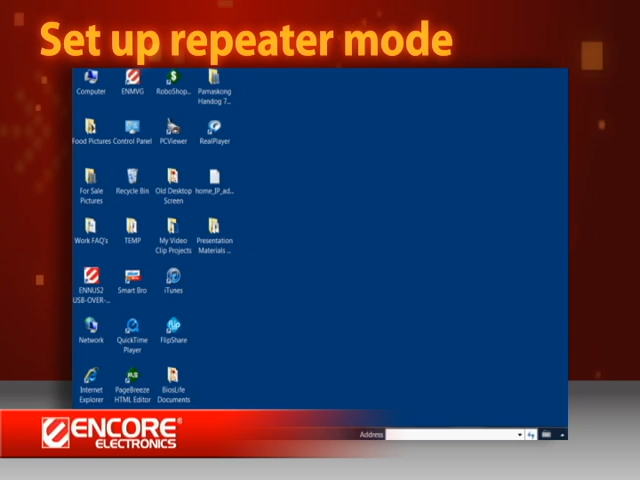 Set up repeater mode
Computer
ENMVG
RoboShop...
Pamaskong
Handog 7...
Food Pictures
Control Panel
PCViewer
RealPlayer
For Sale
Pictures
Recycle Bin
Old Desktop
Screen
home_IP_ad...
Work FAQ's
TEMP
My Video
Clip Projects
Presentation
Materials ...
ENNUS2
USB-OVER-...
Smart Bro
iTunes
Network
QuickTime
Player
FlipShare
Internet
Explorer
PageBreeze
HTML Editor
BiosLife
Documents
ENCORE
ELECTRONICS
Address